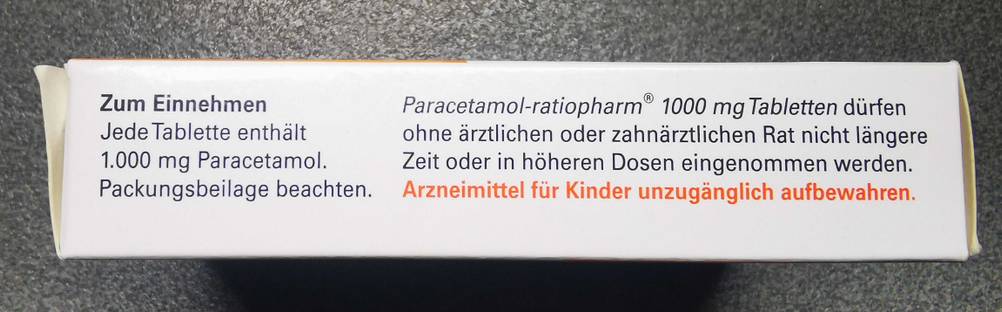 Zum Einnehmen
Jede Tablette enthält
1.000 mg Paracetamol.
Packungsbeilage beachten.
Paracetamol-ratiopharm® 1000 mg Tabletten dürfen
ohne ärztlichen oder zahnärztlichen Rat nicht längere
Zeit oder in höheren Dosen eingenommen werden.
Arzneimittel für Kinder unzugänglich aufbewahren.